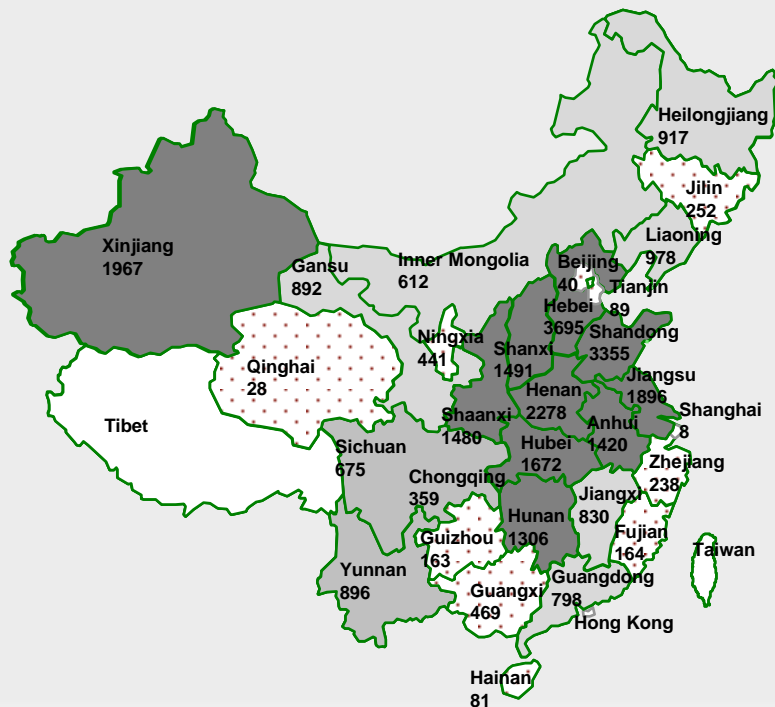 Heilongjiang
917
Jilin
252
Liaoning
978
Xinjiang
1967
Gansu
892
Inner Mongolia
612
Beijing
40
Tianjin
89
Hebei
3695
Ningxia
441
Shanxi
1491
Shandong
3355
Qinghai
28
Henan
2278
Jiangsu
1896
Shaanxi
1480
Anhui
1420
Shanghai
8
Tibet
Sichuan
675
Hubei
1672
Zhejiang
238
Chongqing
359
Jiangxi
830
Hunan
1306
Guizhou
163
Fujian
164
Taiwan
Yunnan
896
Guangxi
469
Guangdong
798
Hong Kong
Hainan
81